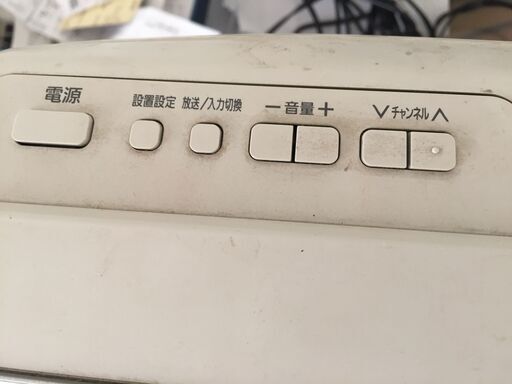 電源
設置設定
放送/入力切換
ー音量＋
∨チャンネル∧